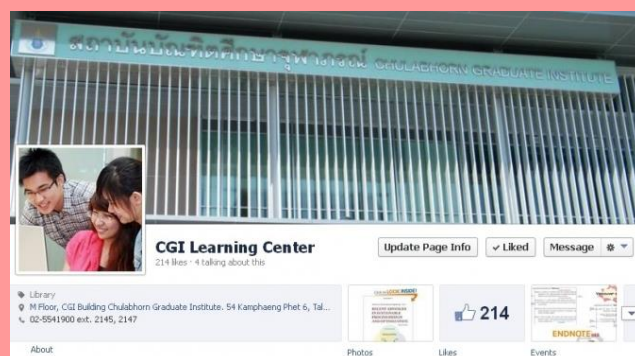 สถาบันบัณฑิตศึกษาจุฬาภรณ์ CHULABHORN GRADUATE INSTITUTE
CGI Learning Center
214 likes · 4 talking about this
Update Page Info
Liked
Message
Library
M Floor, CGI Building Chulabhorn Graduate Institute. 54 Kamphaeng Phet 6, Tal...
02-5541900 ext. 2145, 2147
LOOK INSIDE!
214
ENDNOTE
About
Photos
Likes
Events